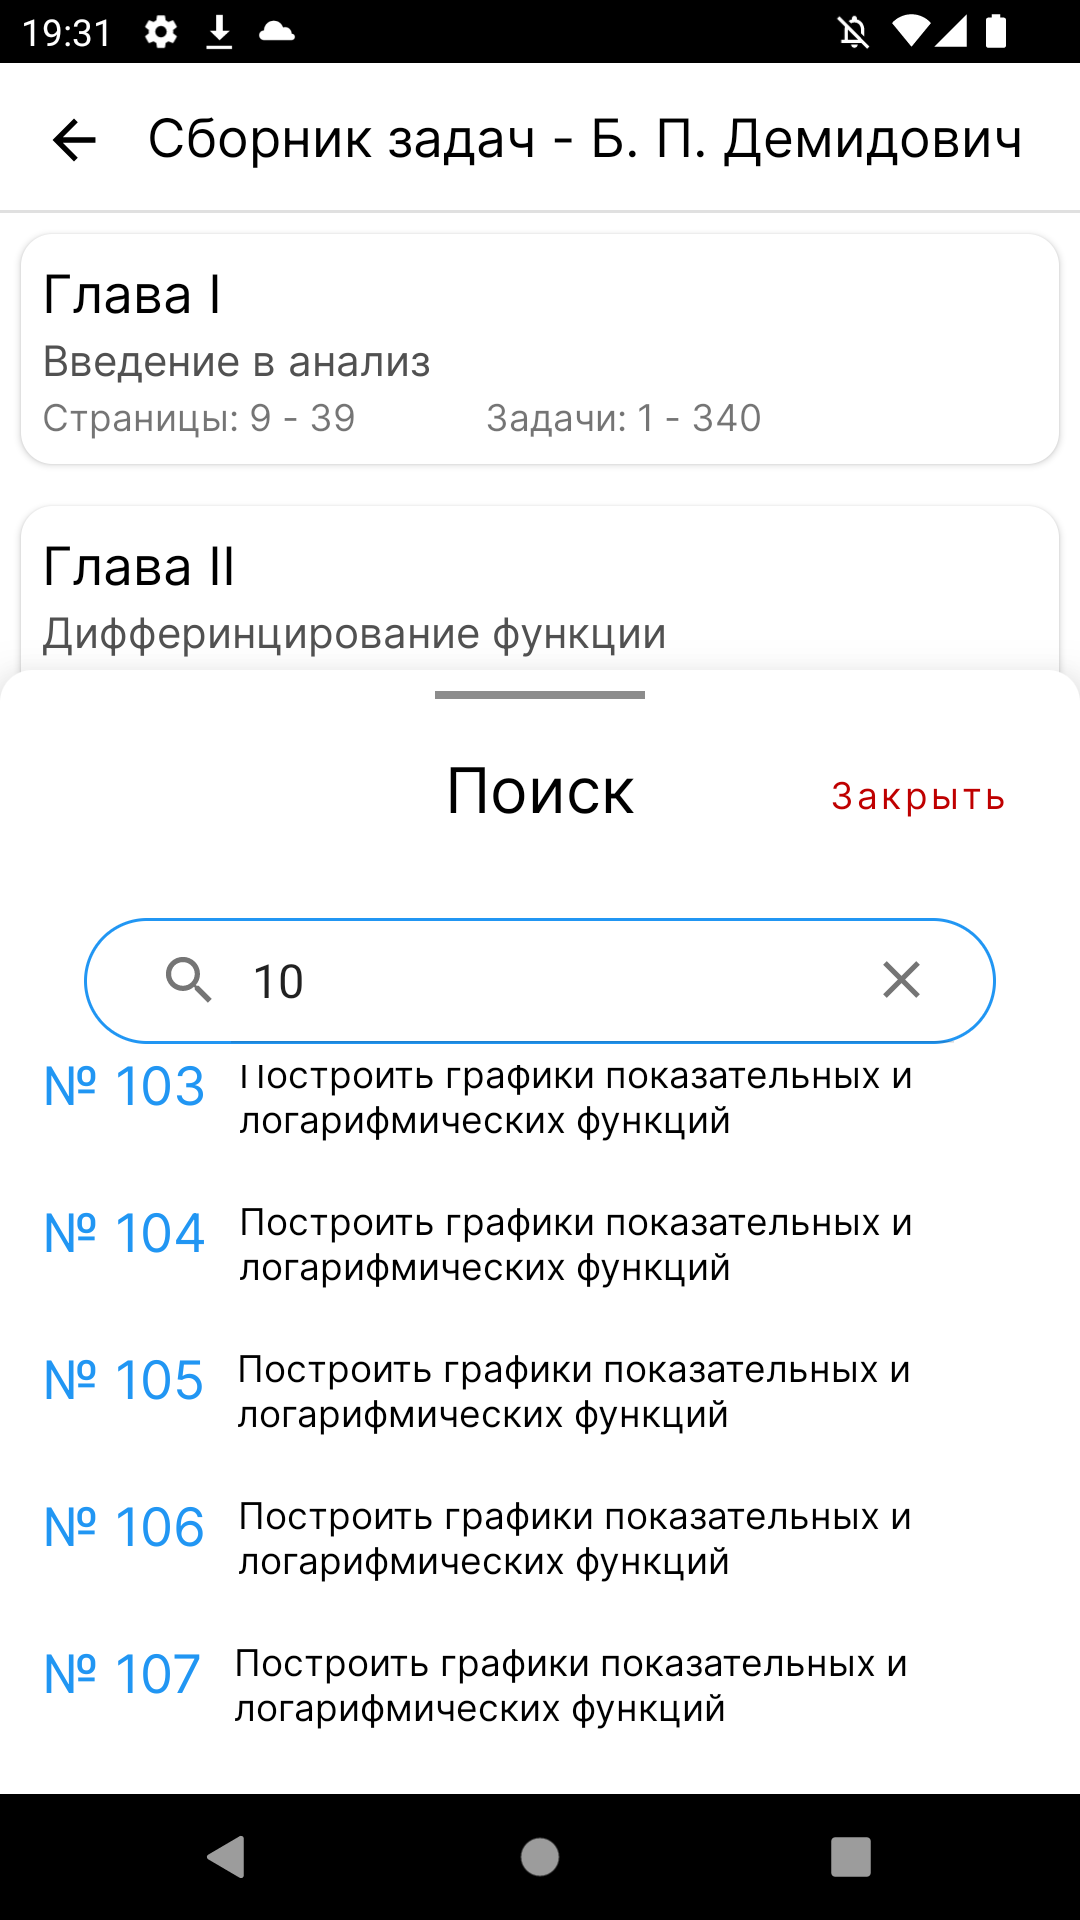 19:31
Сборник задач - Б. П. Демидович
Глава I
Введение в анализ
Страницы: 9 - 39 Задачи: 1 - 340
Глава II
Дифферинцирование функции
Поиск
Закрыть
10
№ 103 Построить графики показательных и
логарифмических функций
№ 104 Построить графики показательных и
логарифмических функций
№ 105 Построить графики показательных и
логарифмических функций
№ 106 Построить графики показательных и
логарифмических функций
№ 107 Построить графики показательных и
логарифмических функций